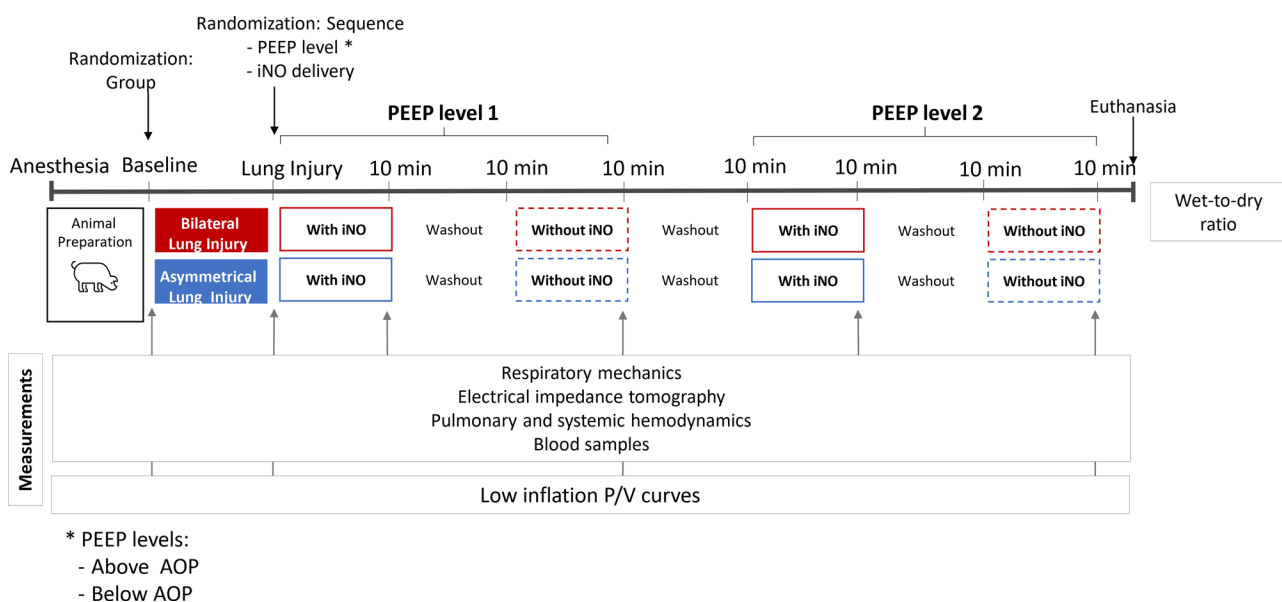 Randomization: Sequence
- PEEP level *
- iNO delivery
Randomization:
Group
PEEP level 1
PEEP level 2
Euthanasia
Anesthesia
Baseline
Lung Injury
10 min
10 min
10 min
10 min
10 min
10 min
10 min
Animal
Preparation
Bilateral
Lung Injury
With iNO
Washout
Without iNO
Washout
With iNO
Washout
Without iNO
Asymmetrical
Lung Injury
With iNO
Washout
Without iNO
Washout
With iNO
Washout
Without iNO
Wet-to-dry
ratio
Measurements
Respiratory mechanics
Electrical impedance tomography
Pulmonary and systemic hemodynamics
Blood samples
Low inflation P/V curves
* PEEP levels:
- Above AOP
- Below AOP